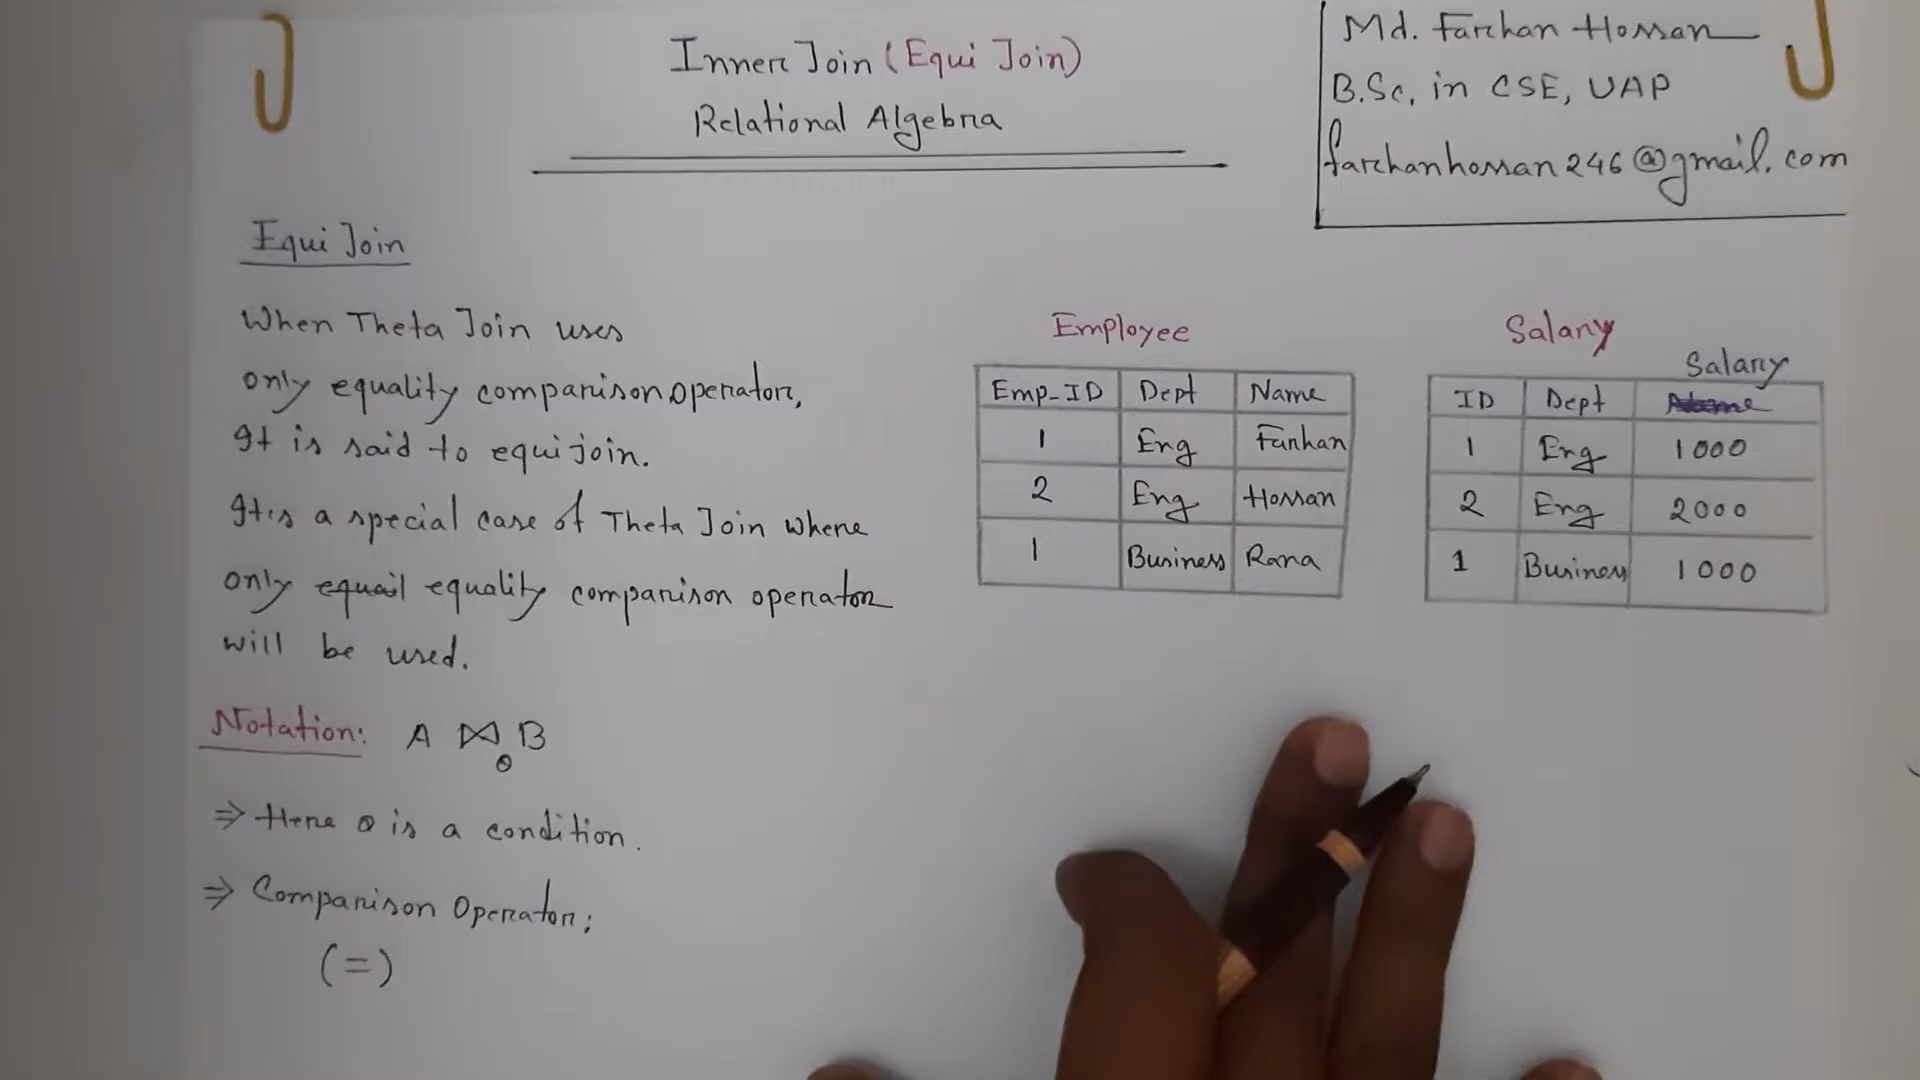 Inner Join (Equi Join)
Relational Algebra
Md. Farhan Hossan
B.Sc. in CSE, UAP
farhanhossan246@gmail.com
Equi Join
When Theta Join uses
only equality comparison operator,
It is said to equi join.
It is a special case of Theta Join where
only equail equality comparison operator
will be used.
Notation: A ⋈ B
θ
⇒ Here θ is a condition.
⇒ Comparison Operator:
(=)
Employee
Emp_ID Dept Name
1 Eng Farhan
2 Eng Hossan
1 Business Rana
Salary
Salary
ID Dept
1 Eng 1000
2 Eng 2000
1 Business 1000